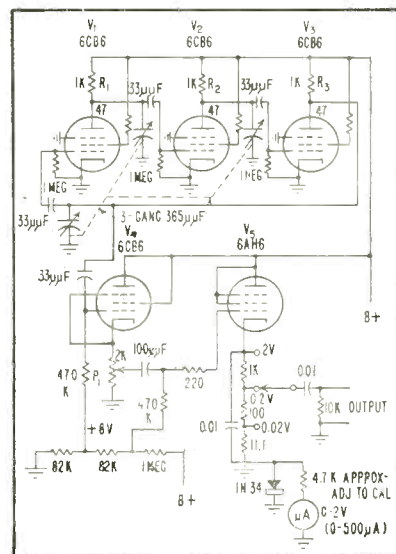 V1 V2 V3
6CB6 6CB6 6CB6
1K R1 33µµF 1K R2 33µµF 1K R3
47 47 47
1MEG 1MEG 1MEG
33µµF 3-GANG 365µµF
V4 V5
6CB6 6AH6
33µµF
B+
2K 100µµF 2V
470K P1 1K 0.01
220 0.2V
470K 100 10K OUTPUT
+8V 0.01 0.02V
11.1
82K 82K 1MEG
B+ 1N34 4.7K APPROX-
ADJ TO CAL
µA 0-2V
(0-500µA)